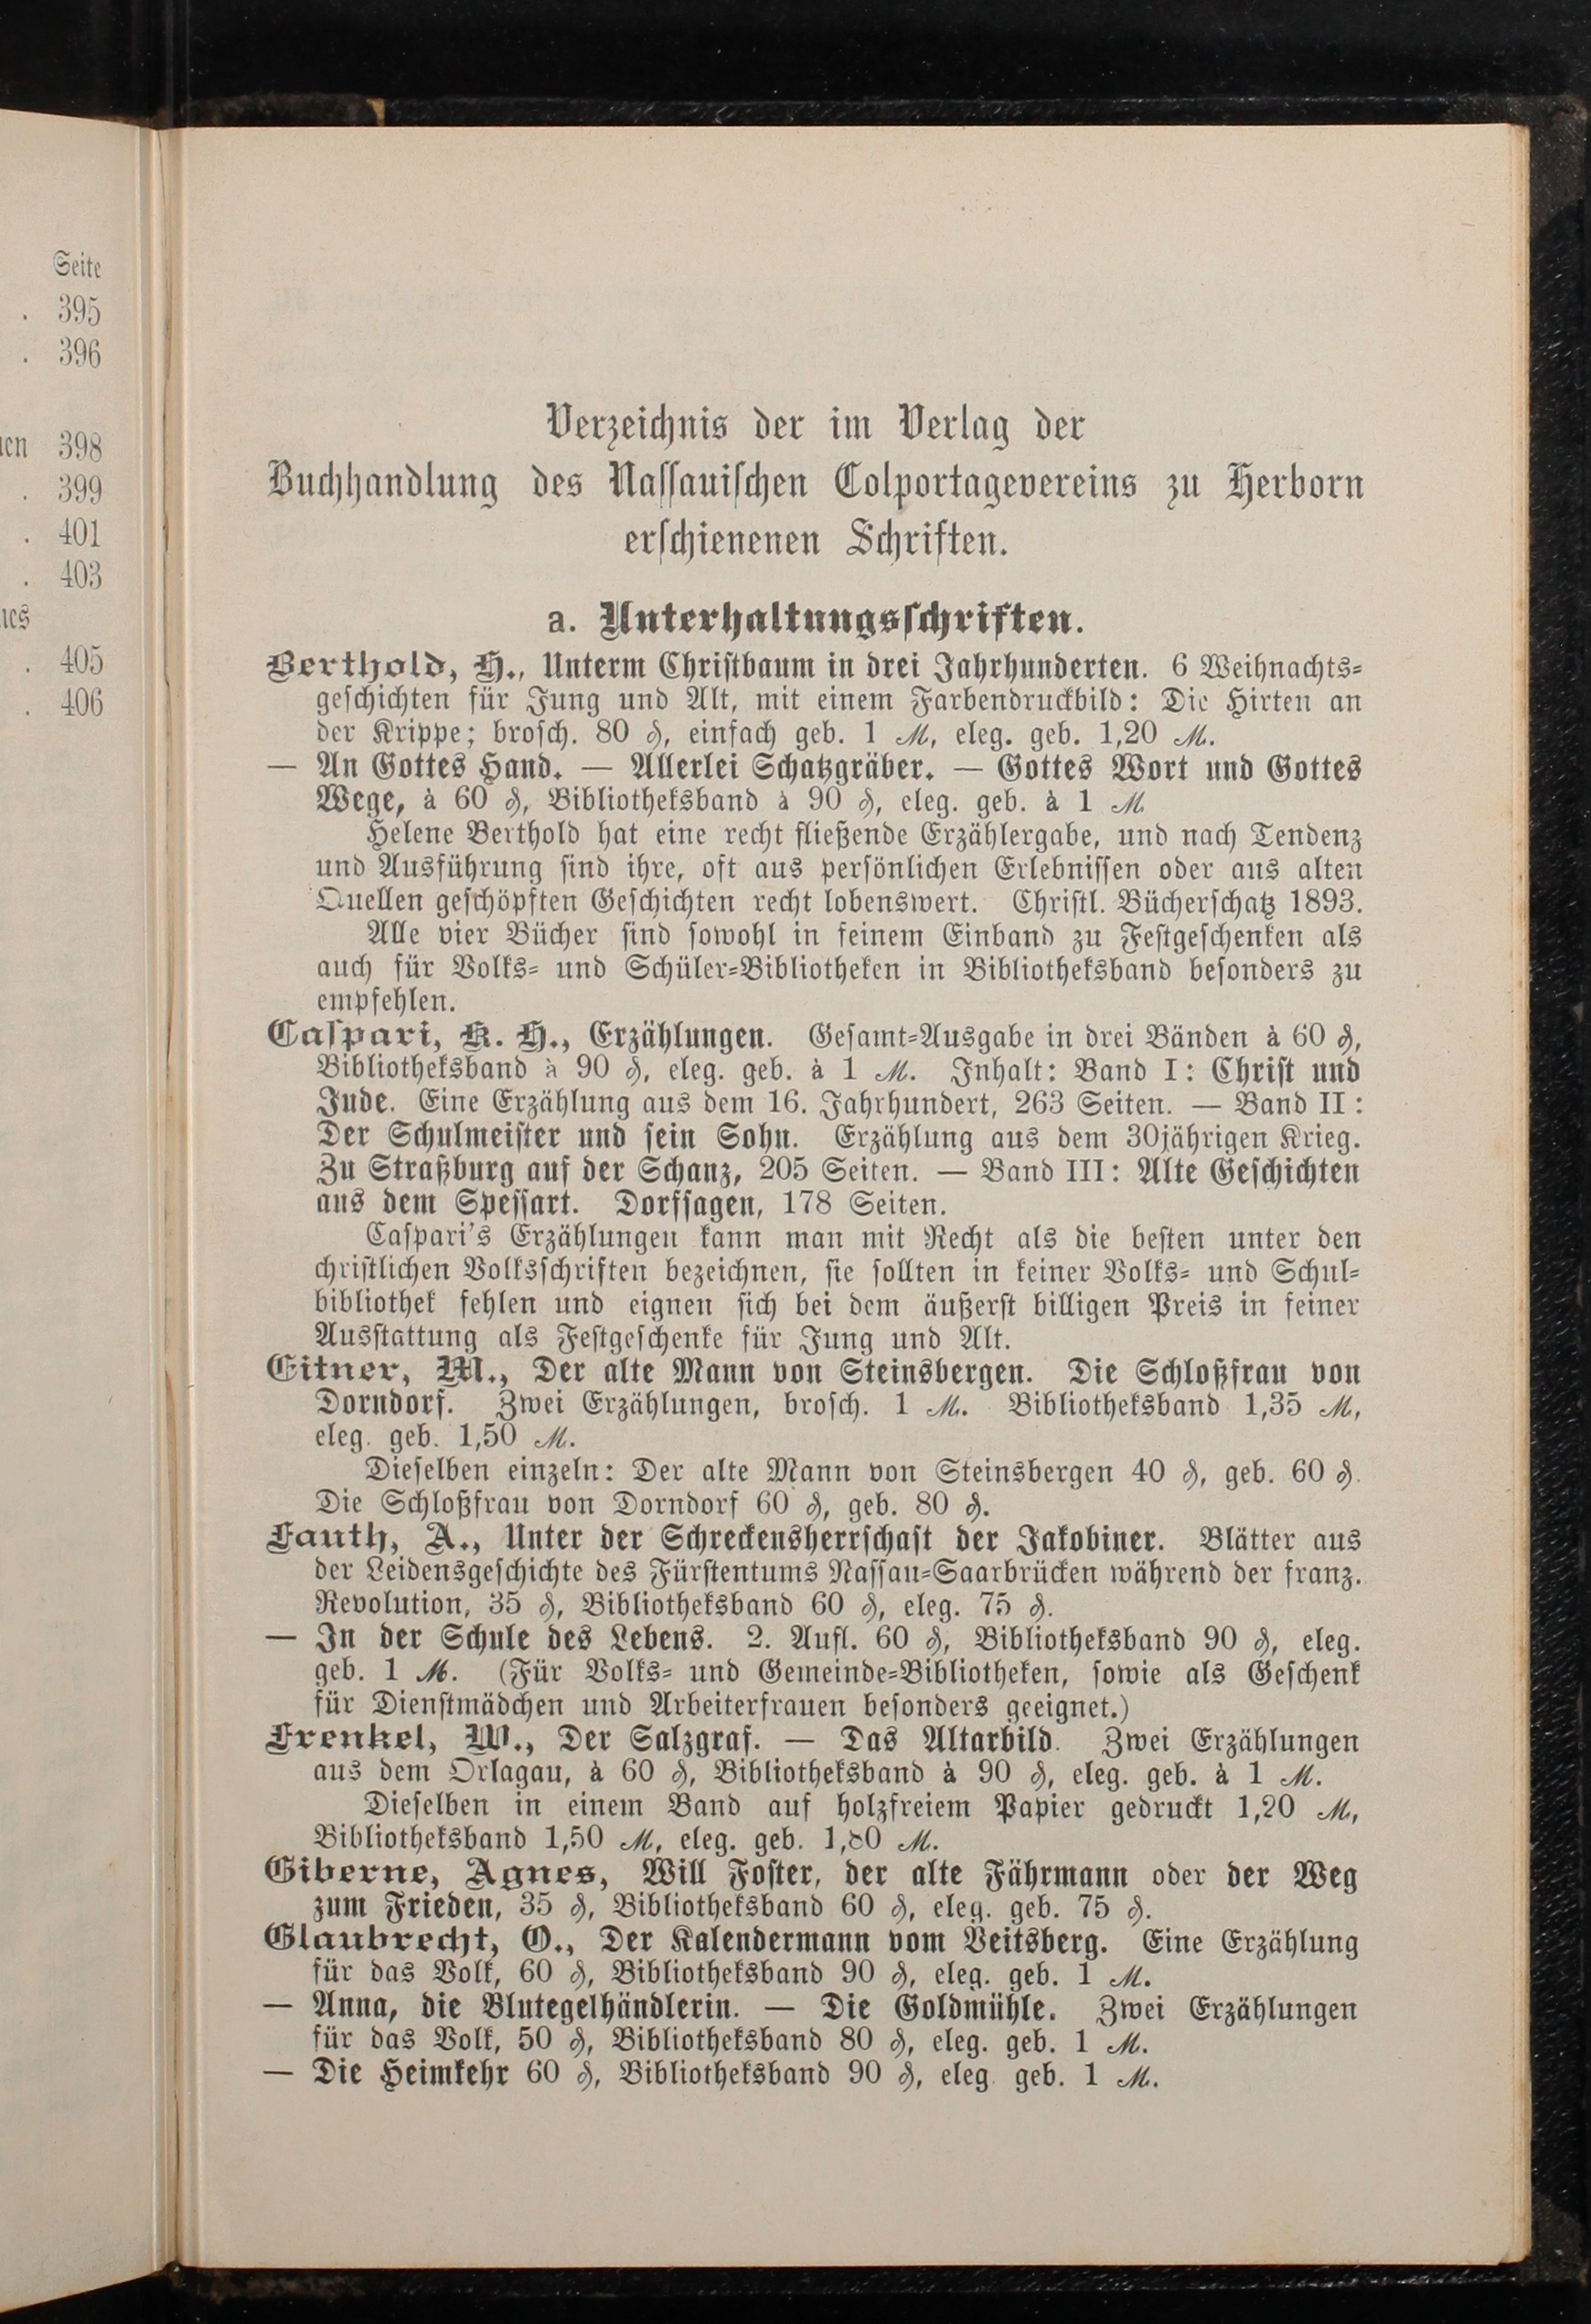 Seite
. 395
. 396
398
. 399
. 401
. 403
. 405
. 406
Verzeichnis der im Verlag der
Buchhandlung des Nassauischen Colportagevereins zu Herborn
erschienenen Schriften.
a. Unterhaltungsschriften.
Berthold, H., Unterm Christbaum in drei Jahrhunderten. 6 Weihnachts-
geschichten für Jung und Alt, mit einem Farbendruckbild: Die Hirten an
der Krippe; brosch. 80 ₰, einfach geb. 1 ℳ, eleg. geb. 1,20 ℳ.
— An Gottes Hand. — Allerlei Schatzgräber. — Gottes Wort und Gottes
Wege, à 60 ₰, Bibliotheksband à 90 ₰, eleg. geb. à 1 ℳ
Helene Berthold hat eine recht fließende Erzählergabe, und nach Tendenz
und Ausführung sind ihre, oft aus persönlichen Erlebnissen oder aus alten
Quellen geschöpften Geschichten recht lobenswert. Christl. Bücherschatz 1893.
Alle vier Bücher sind sowohl in feinem Einband zu Festgeschenken als
auch für Volks- und Schüler-Bibliotheken in Bibliotheksband besonders zu
empfehlen.
Caspari, K. H., Erzählungen. Gesamt-Ausgabe in drei Bänden à 60 ₰,
Bibliotheksband à 90 ₰, eleg. geb. à 1 ℳ. Inhalt: Band I: Christ und
Jude. Eine Erzählung aus dem 16. Jahrhundert, 263 Seiten. — Band II:
Der Schulmeister und sein Sohn. Erzählung aus dem 30jährigen Krieg.
Zu Straßburg auf der Schanz, 205 Seiten. — Band III: Alte Geschichten
aus dem Spessart. Dorfsagen, 178 Seiten.
Caspari's Erzählungen kann man mit Recht als die besten unter den
christlichen Volksschriften bezeichnen, sie sollten in keiner Volks- und Schul-
bibliothek fehlen und eignen sich bei dem äußerst billigen Preis in feiner
Ausstattung als Festgeschenke für Jung und Alt.
Eitner, M., Der alte Mann von Steinsbergen. Die Schloßfrau von
Dorndorf. Zwei Erzählungen, brosch. 1 ℳ. Bibliotheksband 1,35 ℳ,
eleg. geb. 1,50 ℳ.
Dieselben einzeln: Der alte Mann von Steinsbergen 40 ₰, geb. 60 ₰.
Die Schloßfrau von Dorndorf 60 ₰, geb. 80 ₰.
Fauth, A., Unter der Schreckensherrschaft der Jakobiner. Blätter aus
der Leidensgeschichte des Fürstentums Nassau-Saarbrücken während der franz.
Revolution, 35 ₰, Bibliotheksband 60 ₰, eleg. 75 ₰.
— In der Schule des Lebens. 2. Aufl. 60 ₰, Bibliotheksband 90 ₰, eleg.
geb. 1 ℳ. (Für Volks- und Gemeinde-Bibliotheken, sowie als Geschenk
für Dienstmädchen und Arbeiterfrauen besonders geeignet.)
Frenkel, W., Der Salzgraf. — Das Altarbild. Zwei Erzählungen
aus dem Orlagau, à 60 ₰, Bibliotheksband à 90 ₰, eleg. geb. à 1 ℳ.
Dieselben in einem Band auf holzfreiem Papier gedruckt 1,20 ℳ,
Bibliotheksband 1,50 ℳ, eleg. geb. 1,80 ℳ.
Giberne, Agnes, Will Foster, der alte Fährmann oder der Weg
zum Frieden, 35 ₰, Bibliotheksband 60 ₰, eleg. geb. 75 ₰.
Glaubrecht, O., Der Kalendermann vom Veitsberg. Eine Erzählung
für das Volk, 60 ₰, Bibliotheksband 90 ₰, eleg. geb. 1 ℳ.
— Anna, die Blutegelhändlerin. — Die Goldmühle. Zwei Erzählungen
für das Volk, 50 ₰, Bibliotheksband 80 ₰, eleg. geb. 1 ℳ.
— Die Heimkehr 60 ₰, Bibliotheksband 90 ₰, eleg geb. 1 ℳ.